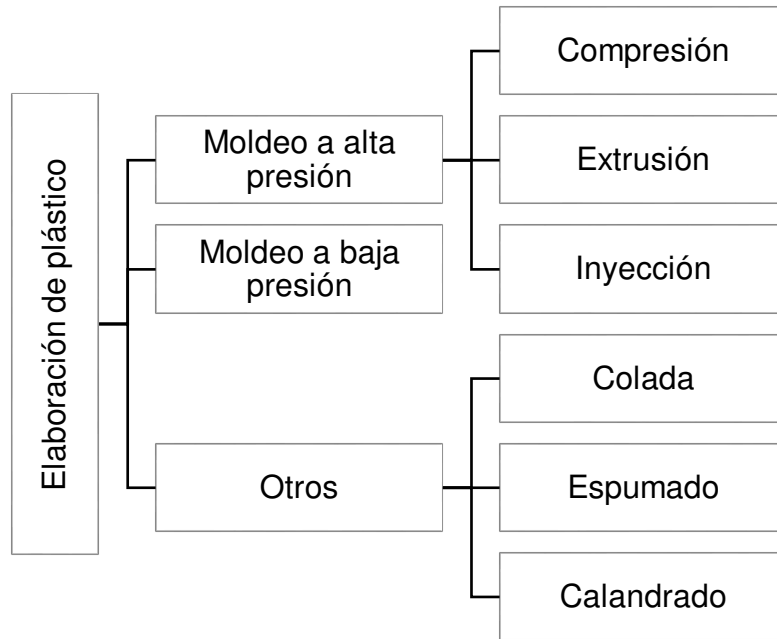 Elaboración de plástico
Moldeo a alta
presión
Moldeo a baja
presión
Otros
Compresión
Extrusión
Inyección
Colada
Espumado
Calandrado